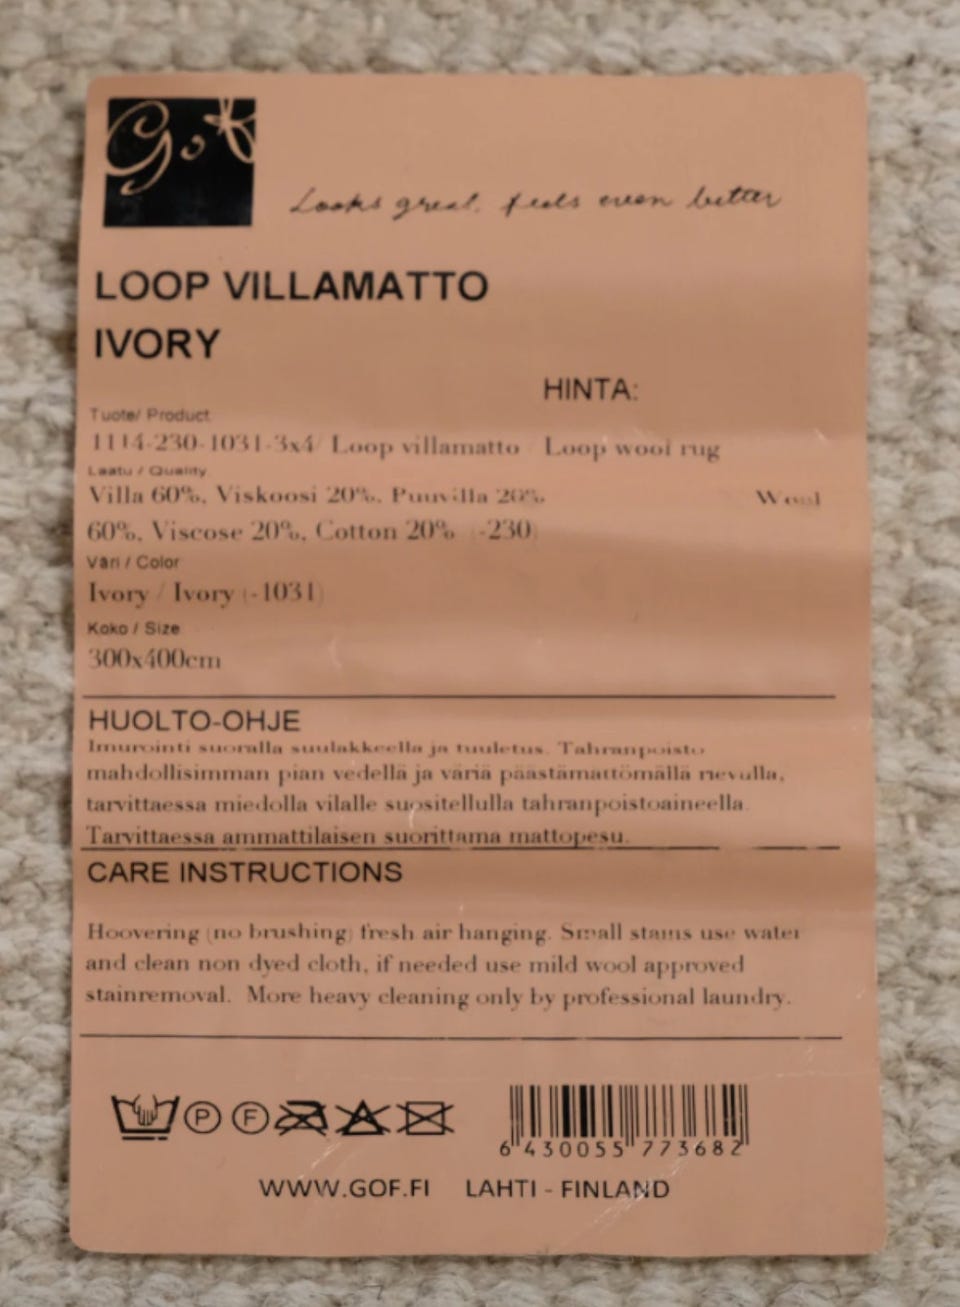 Gof
Looks great, feels even better
LOOP VILLAMATTO
IVORY
HINTA:
Tuote/ Product
1114-230-1031-3x4/ Loop villamatto / Loop wool rug
Laatu / Quality
Villa 60%, Viskoosi 20%, Puuvilla 20% Wool
60%, Viscose 20%, Cotton 20% (-230)
Väri / Color
Ivory / Ivory (-1031)
Koko / Size
300x400cm
HUOLTO-OHJE
Imurointi suoralla suulakkeella ja tuuletus. Tahranpoisto
mahdollisimman pian vedellä ja väriä päästämättömällä rievulla,
tarvittaessa miedolla vilalle suositellulla tahranpoistoaineella.
Tarvittaessa ammattilaisen suorittama mattopesu.
CARE INSTRUCTIONS
Hoovering (no brushing) fresh air hanging. Small stains use water
and clean non dyed cloth, if needed use mild wool approved
stainremoval. More heavy cleaning only by professional laundry.
P F
6 430055 773682
WWW.GOF.FI LAHTI - FINLAND